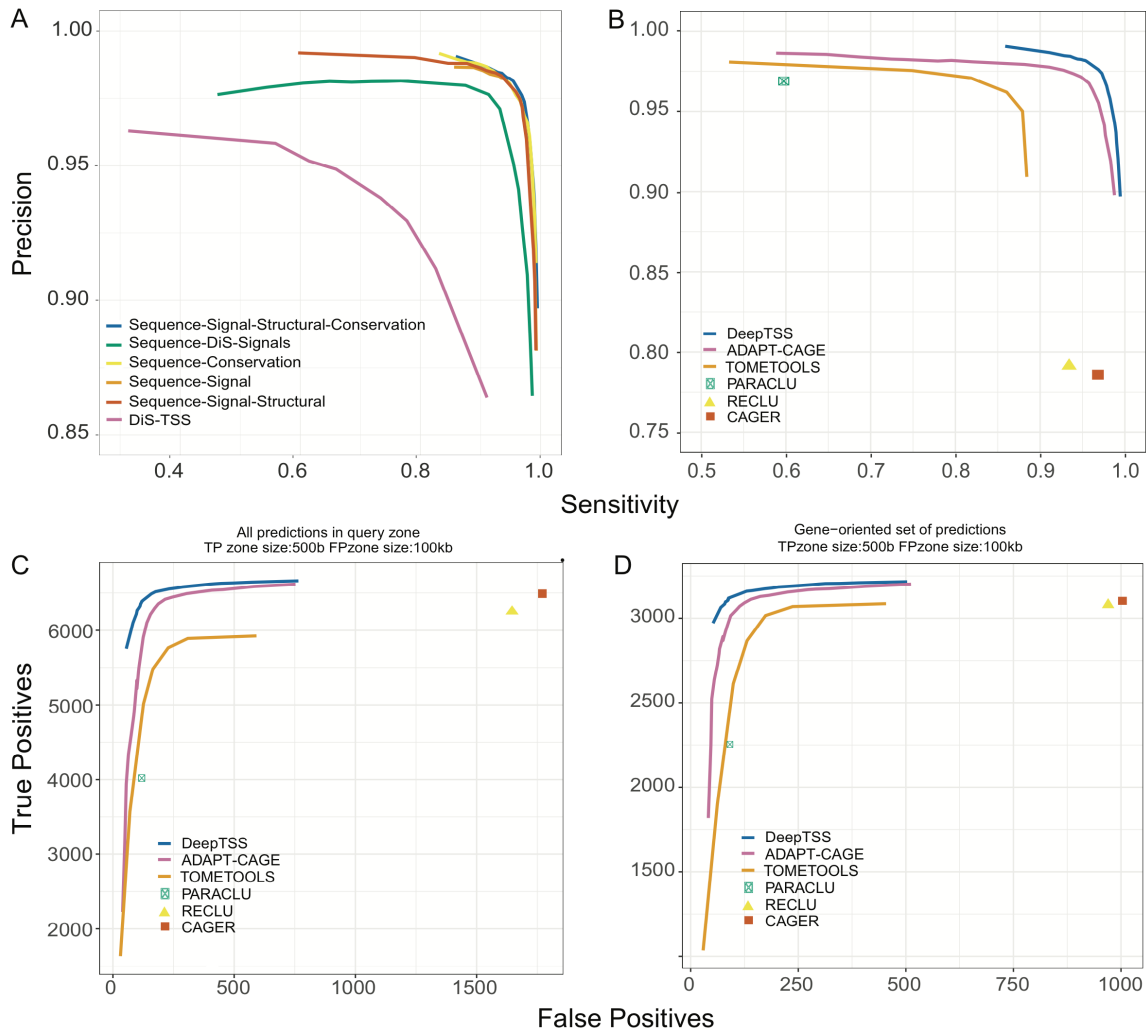 A
1.00
0.95
0.90
0.85
Precision
Sequence-Signal-Structural-Conservation
Sequence-DiS-Signals
Sequence-Conservation
Sequence-Signal
Sequence-Signal-Structural
DiS-TSS
0.4
0.6
0.8
1.0
B
1.00
0.95
0.90
0.85
0.80
0.75
DeepTSS
ADAPT-CAGE
TOMETOOLS
PARACLU
RECLU
CAGER
0.5
0.6
0.7
0.8
0.9
1.0
Sensitivity
C
All predictions in query zone
TP zone size:500b FPzone size:100kb
6000
5000
4000
3000
2000
True Positives
DeepTSS
ADAPT-CAGE
TOMETOOLS
PARACLU
RECLU
CAGER
0
500
1000
1500
D
Gene-oriented set of predictions
TPzone size:500b FPzone size:100kb
3000
2500
2000
1500
DeepTSS
ADAPT-CAGE
TOMETOOLS
PARACLU
RECLU
CAGER
0
250
500
750
1000
False Positives